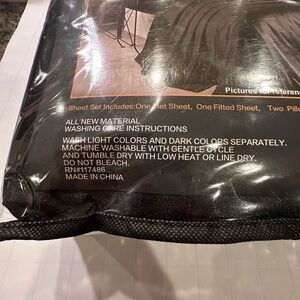 Pictures for referen
Sheet Set Includes:One Flat Sheet, One Fitted Sheet, Two Pill
ALL NEW MATERIAL
WASHING CARE INSTRUCTIONS
WASH LIGHT COLORS AND DARK COLORS SEPARATELY.
MACHINE WASHABLE WITH GENTLE CYCLE
AND TUMBLE DRY WITH LOW HEAT OR LINE DRY.
DO NOT BLEACH.
RN#117486
MADE IN CHINA